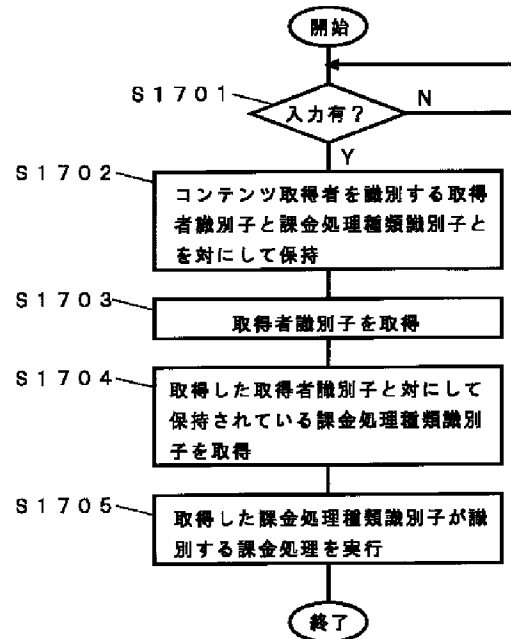 開始
S1701
入力有?
N
Y
S1702
コンテンツ取得者を識別する取得
者識別子と課金処理種類識別子と
を対にして保持
S1703
取得者識別子を取得
S1704
取得した取得者識別子と対にして
保持されている課金処理種類識別
子を取得
S1705
取得した課金処理種類識別子が識
別する課金処理を実行
終了